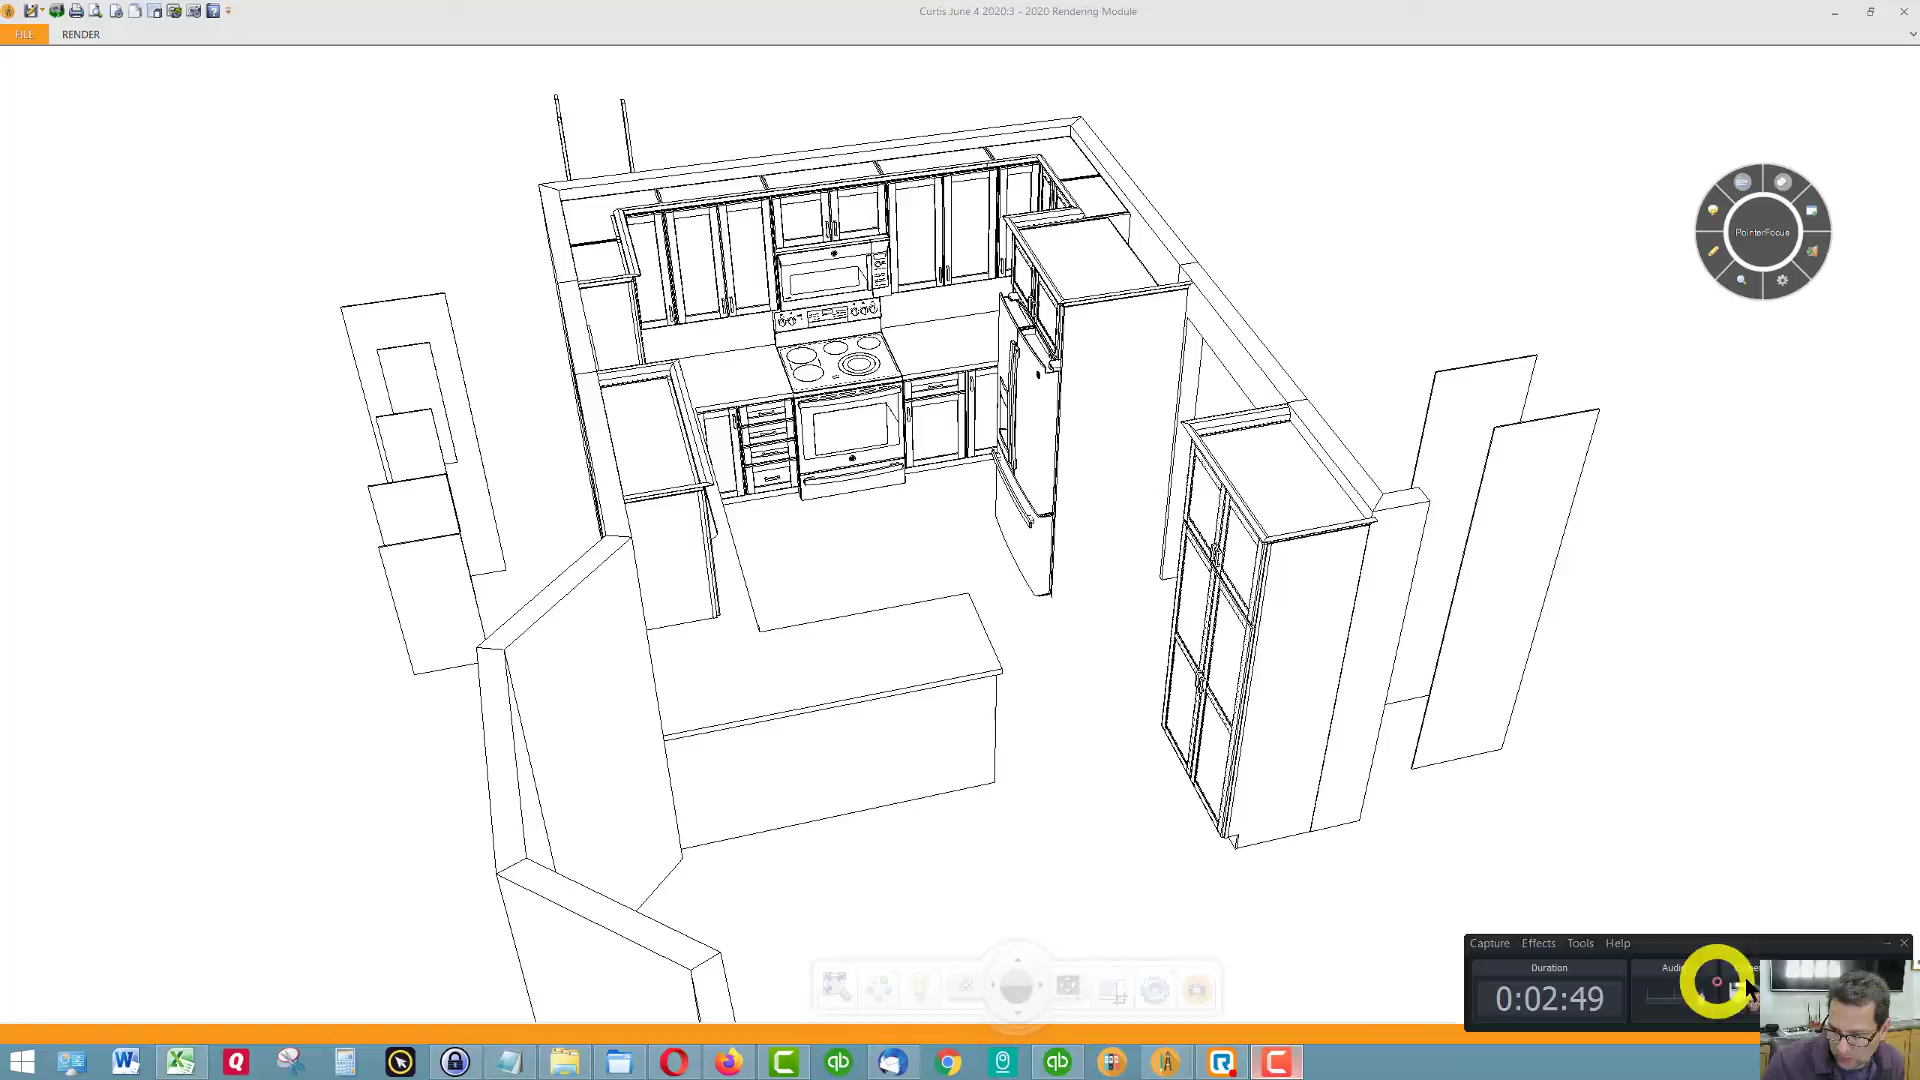 Curtis June 4 2020:3 - 2020 Rendering Module
FILE
RENDER
PointerFocus
Capture Effects Tools Help
Duration
0:02:49